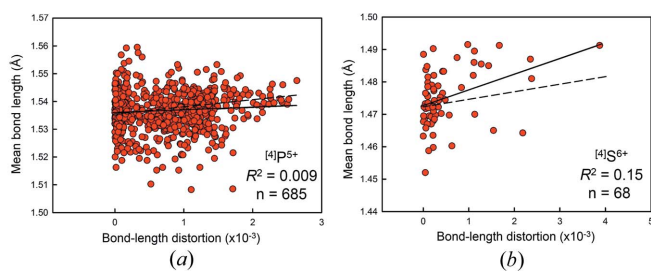 1.57
1.56
1.55
1.54
1.53
1.52
1.51
1.50
Mean bond length (Å)
[4]P5+
R² = 0.009
n = 685
0 1 2 3
Bond-length distortion (x10-3)
(a)
1.50
1.49
1.48
1.47
1.46
1.45
1.44
Mean bond length (Å)
[4]S6+
R² = 0.15
n = 68
0 1 2 3 4 5
Bond-length distortion (x10-3)
(b)